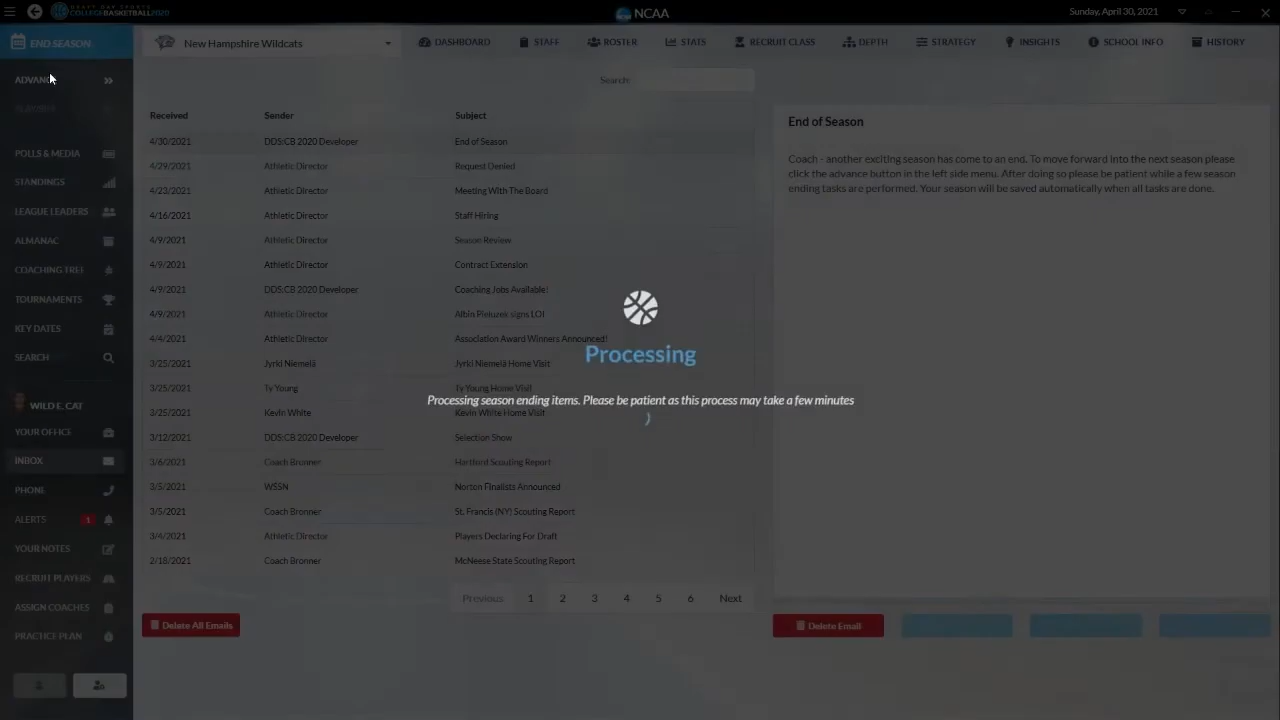 DRAFT DAY SPORTS
COLLEGE BASKETBALL 2020
NCAA
Sunday, April 30, 2021
END SEASON
New Hampshire Wildcats
DASHBOARD
STAFF
ROSTER
STATS
RECRUIT CLASS
DEPTH
STRATEGY
INSIGHTS
SCHOOL INFO
HISTORY
ADVANCE
POLLS & MEDIA
STANDINGS
LEAGUE LEADERS
ALMANAC
COACHING TREE
TOURNAMENTS
KEY DATES
SEARCH
WILD E. CAT
YOUR OFFICE
INBOX
PHONE
ALERTS 1
YOUR NOTES
RECRUIT PLAYERS
ASSIGN COACHES
PRACTICE PLAN
Search:
Received Sender Subject
4/30/2021 DDS:CB 2020 Developer End of Season
4/29/2021 Athletic Director Request Denied
4/23/2021 Athletic Director Meeting With The Board
4/16/2021 Athletic Director Staff Hiring
4/9/2021 Athletic Director Season Review
4/9/2021 Athletic Director Contract Extension
4/9/2021 DDS:CB 2020 Developer Coaching Jobs Available!
4/9/2021 Athletic Director Albin Pieluzek signs LOI
4/4/2021 Athletic Director Association Award Winners Announced!
3/25/2021 Jyrki Niemelä Jyrki Niemelä Home Visit
3/25/2021 Ty Young Ty Young Home Visit
3/25/2021 Kevin White Kevin White Home Visit
3/12/2021 DDS:CB 2020 Developer Selection Show
3/6/2021 Coach Bronner Hartford Scouting Report
3/5/2021 WSSN Norton Finalists Announced
3/5/2021 Coach Bronner St. Francis (NY) Scouting Report
3/4/2021 Athletic Director Players Declaring For Draft
2/18/2021 Coach Bronner McNeese State Scouting Report
Previous 1 2 3 4 5 6 Next
Delete All Emails
End of Season
Coach - another exciting season has come to an end. To move forward into the next season please
click the advance button in the left side menu. After doing so please be patient while a few season
ending tasks are performed. Your season will be saved automatically when all tasks are done.
Delete Email
Processing
Processing season ending items. Please be patient as this process may take a few minutes